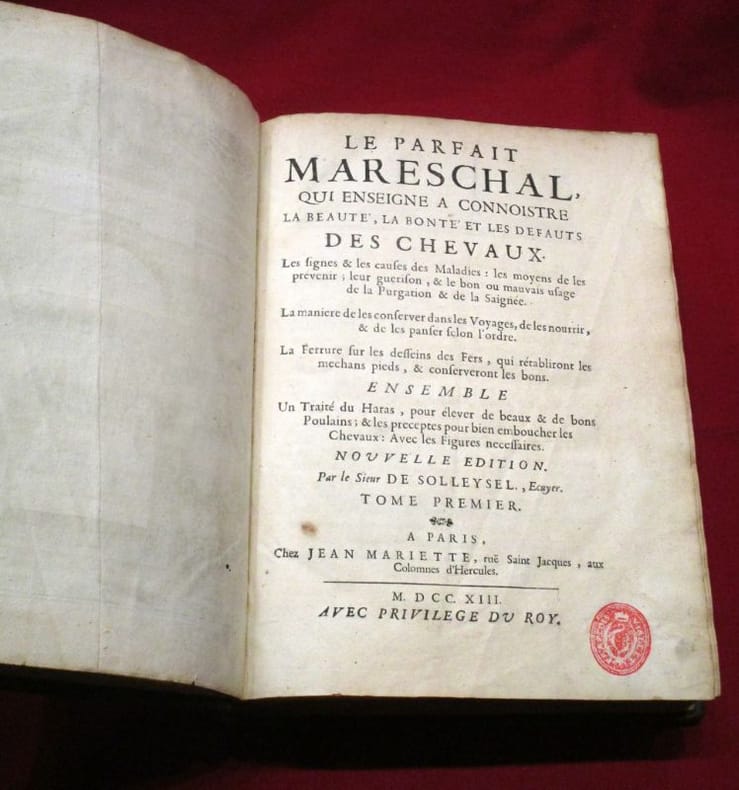 LE PARFAIT
MARESCHAL,
QUI ENSEIGNE A CONNOISTRE
LA BEAUTE', LA BONTE' ET LES DEFAUTS
DES CHEVAUX.
Les ſignes & les cauſes des Maladies : les moyens de les
prevenir ; leur gueriſon , & le bon ou mauvais uſage
de la Purgation & de la Saignée.
La maniere de les conſerver dans les Voyages, de les nourrir ,
& de les panſer ſelon l'ordre.
La Ferrure ſur les deſſeins des Fers , qui rétabliront les
mechans pieds , & conſerveront les bons.
ENSEMBLE
Un Traité du Haras , pour élever de beaux & de bons
Poulains ; & les preceptes pour bien emboucher les
Chevaux : Avec les Figures neceſſaires.
NOUVELLE EDITION.
Par le Sieur DE SOLLEYSEL. , Ecuyer.
TOME PREMIER.
A PARIS,
Chez JEAN MARIETTE, ruë Saint Jacques , aux
Colomnes d'Hercules.
M. DCC. XIII.
AVEC PRIVILEGE DU ROY.